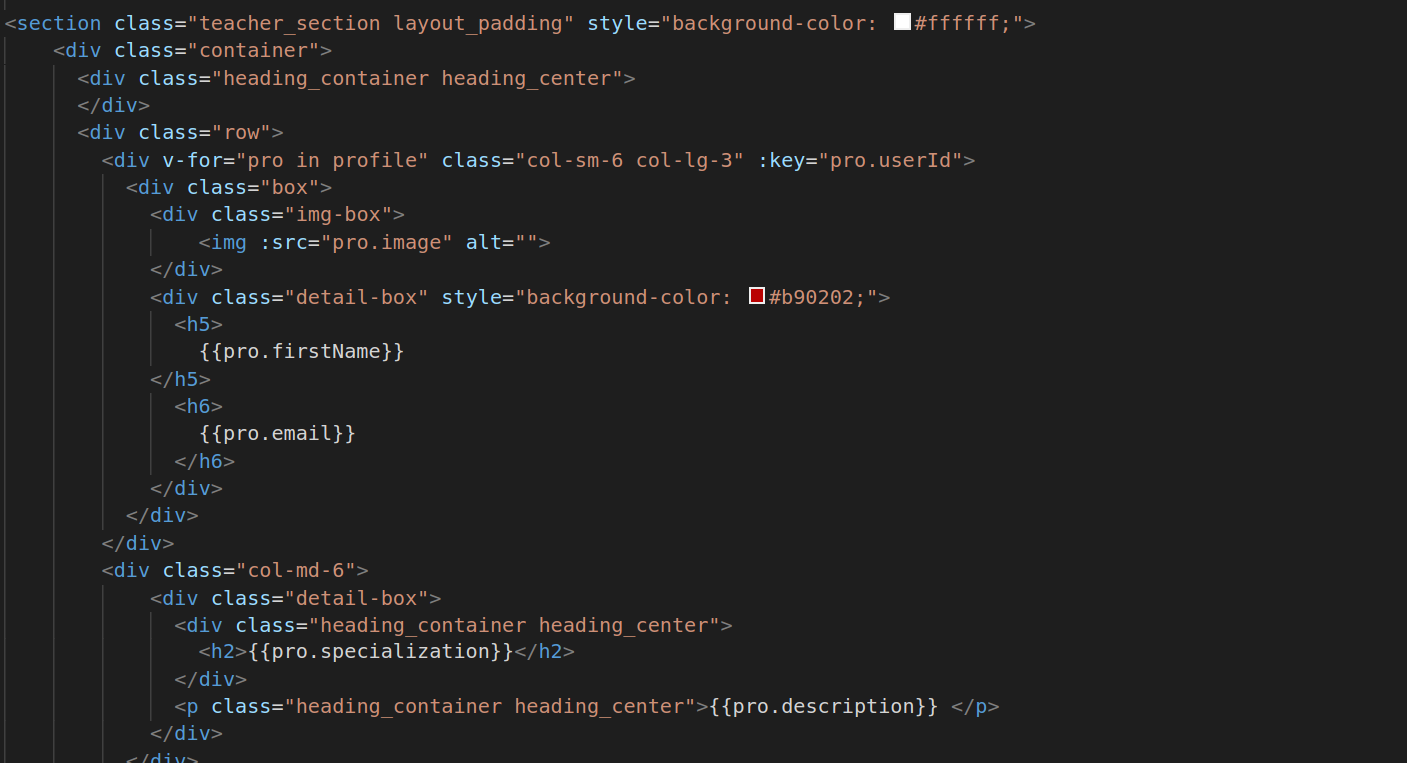 <section class="teacher_section layout_padding" style="background-color: #ffffff;">
<div class="container">
<div class="heading_container heading_center">
</div>
<div class="row">
<div v-for="pro in profile" class="col-sm-6 col-lg-3" :key="pro.userId">
<div class="box">
<div class="img-box">
<img :src="pro.image" alt="">
</div>
<div class="detail-box" style="background-color: #b90202;">
<h5>
{{pro.firstName}}
</h5>
<h6>
{{pro.email}}
</h6>
</div>
</div>
</div>
<div class="col-md-6">
<div class="detail-box">
<div class="heading_container heading_center">
<h2>{{pro.specialization}}</h2>
</div>
<p class="heading_container heading_center">{{pro.description}} </p>
</div>
</div>